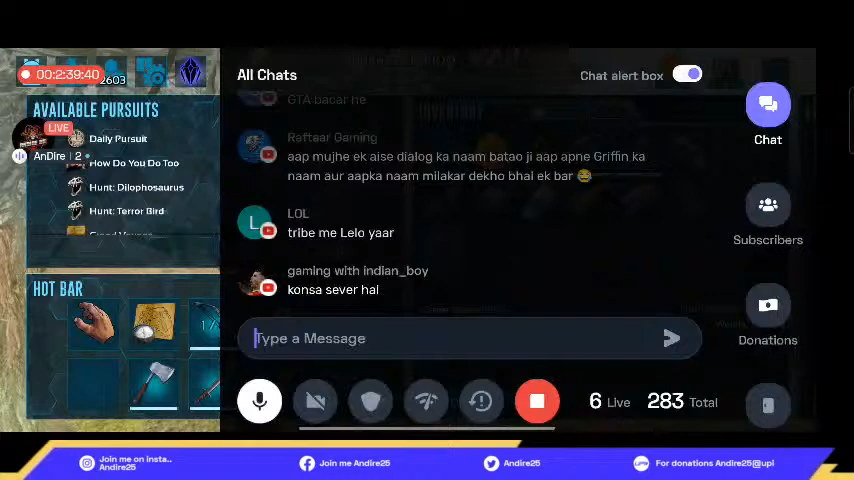 00:2:39:40
2603
AVAILABLE PURSUITS
LIVE
Daily Pursuit
AnDIre | 2
How Do You Do Too
Hunt: Dilophosaurus
Hunt: Terror Bird
HOT BAR
All Chats
Chat alert box
GTA bacar he
Raftear Gaming
aap mujhe ek aise dialog ka naam batao ji aap apne Griffin ka
naam aur aapka naam milakar dekho bhai ek bar 😂
L
LOL
tribe me Lelo yaar
gaming with indian_boy
konsa sever hai
Type a Message
6 Live 283 Total
Chat
Subscribers
Donations
Join me on insta..
Andire25
Join me Andire25
Andire25
For donations Andire25@upi